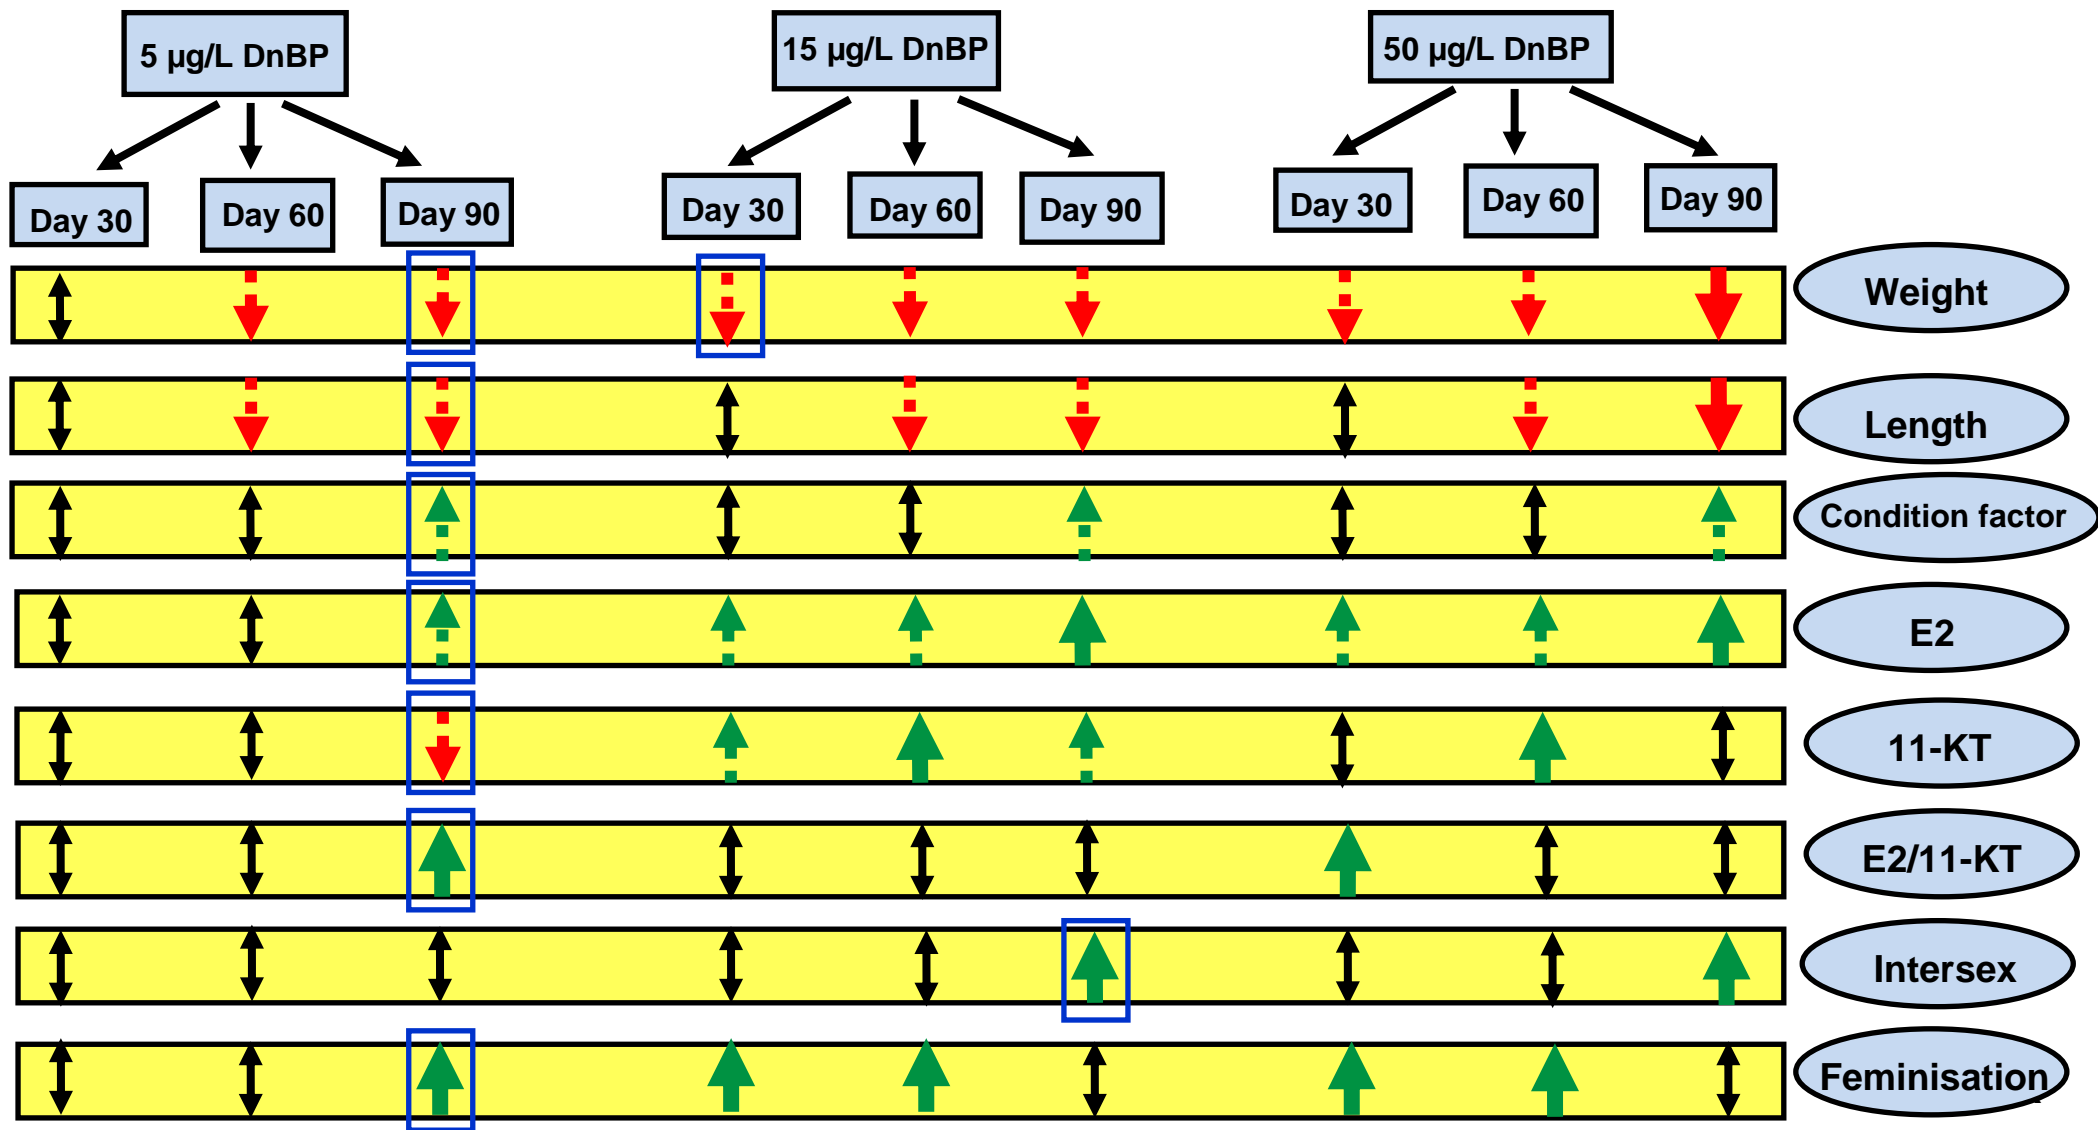 5 µg/L DnBP
15 µg/L DnBP
50 µg/L DnBP
Day 30
Day 60
Day 90
Day 30
Day 60
Day 90
Day 30
Day 60
Day 90
Weight
Length
Condition factor
E2
11-KT
E2/11-KT
Intersex
Feminisation